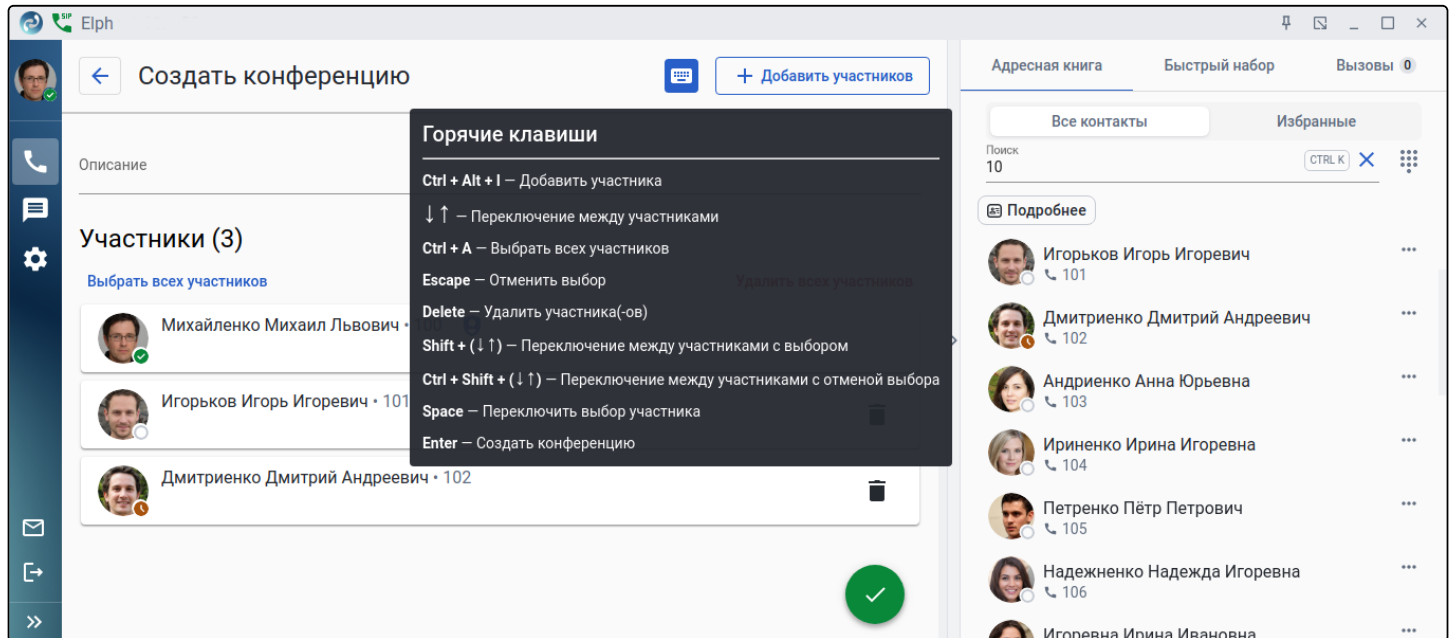 SIP
Elph
Создать конференцию
+ Добавить участников
Описание
Участники (3)
Выбрать всех участников
Удалить всех участников
Михайленко Михаил Львович • 100
Игорьков Игорь Игоревич • 101
Дмитриенко Дмитрий Андреевич • 102
Горячие клавиши
Ctrl + Alt + I — Добавить участника
↓↑ — Переключение между участниками
Ctrl + A — Выбрать всех участников
Escape — Отменить выбор
Delete — Удалить участника(-ов)
Shift + (↓↑) — Переключение между участниками с выбором
Ctrl + Shift + (↓↑) — Переключение между участниками с отменой выбора
Space — Переключить выбор участника
Enter — Создать конференцию
Адресная книга
Быстрый набор
Вызовы 0
Все контакты
Избранные
Поиск
10
CTRL K
Подробнее
Игорьков Игорь Игоревич
101
Дмитриенко Дмитрий Андреевич
102
Андриенко Анна Юрьевна
103
Ириненко Ирина Игоревна
104
Петренко Пётр Петрович
105
Надежненко Надежда Игоревна
106
Игоревна Ирина Ивановна